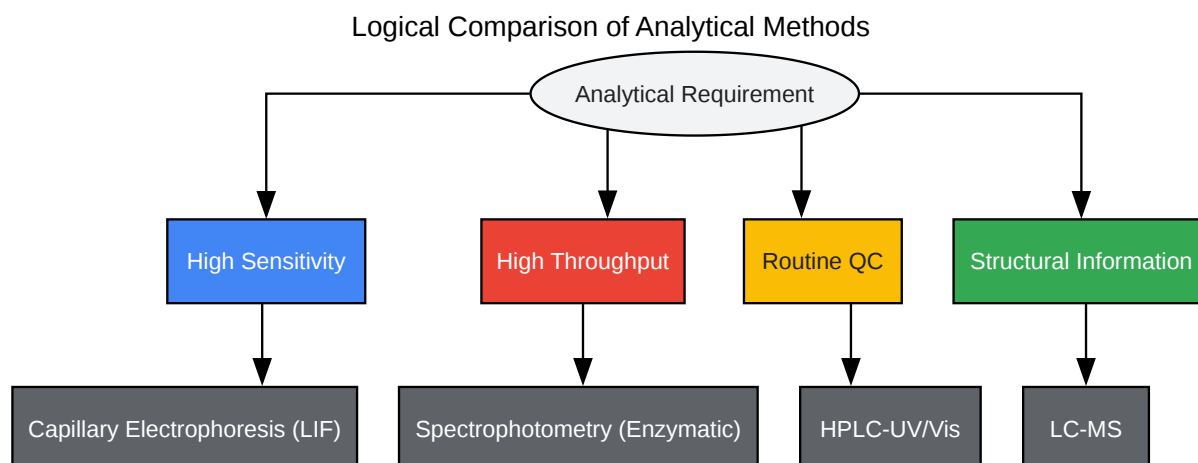 Logical Comparison of Analytical Methods
Analytical Requirement
High Sensitivity
High Throughput
Routine QC
Structural Information
Capillary Electrophoresis (LIF)
Spectrophotometry (Enzymatic)
HPLC-UV/Vis
LC-MS